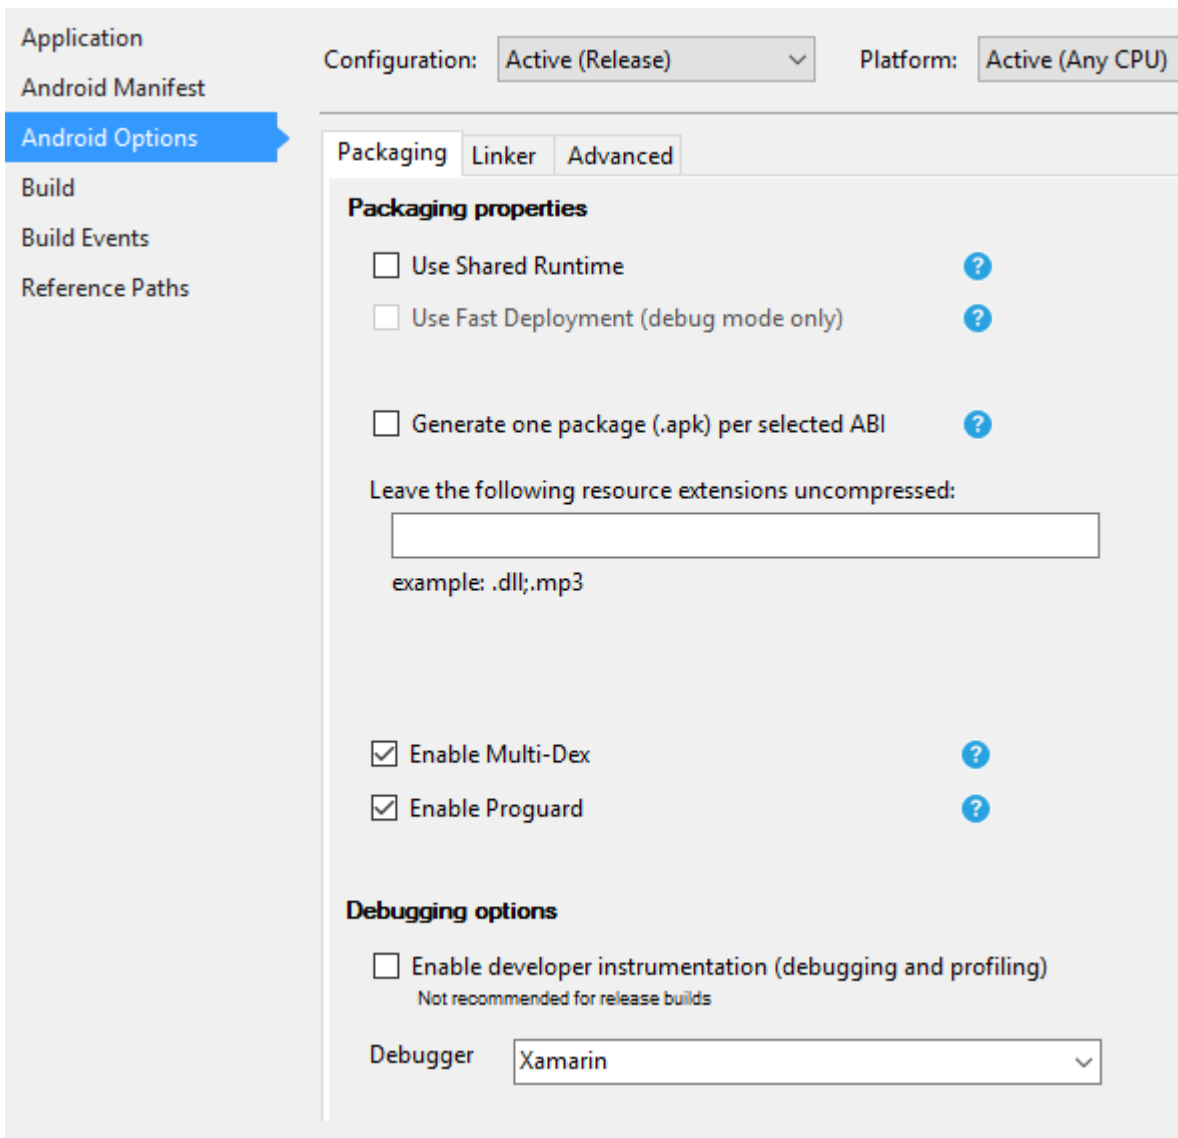 Application
Android Manifest
Android Options
Build
Build Events
Reference Paths
Configuration: Active (Release) Platform: Active (Any CPU)
Packaging Linker Advanced
Packaging properties
Use Shared Runtime ?
Use Fast Deployment (debug mode only) ?
Generate one package (.apk) per selected ABI ?
Leave the following resource extensions uncompressed:
example: .dll;.mp3
Enable Multi-Dex ?
Enable Proguard ?
Debugging options
Enable developer instrumentation (debugging and profiling)
Not recommended for release builds
Debugger Xamarin